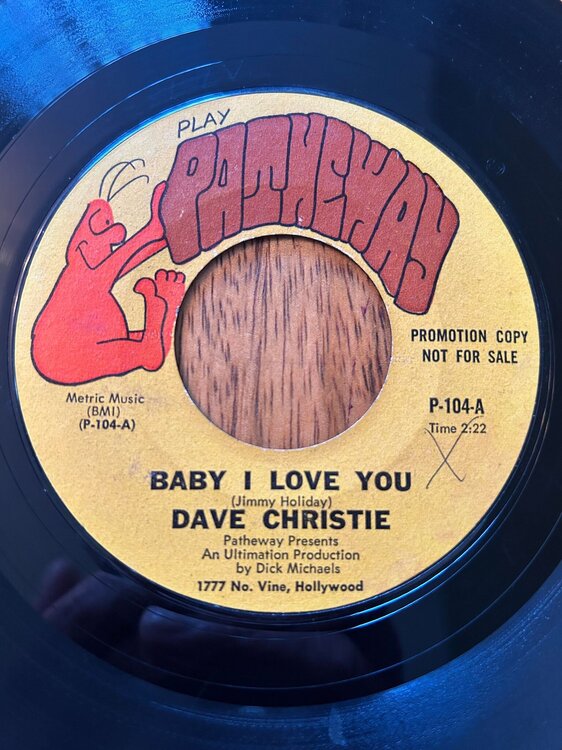 PLAY
PATHEWAY
PROMOTION COPY
NOT FOR SALE
Metric Music
(BMI)
(P-104-A)
P-104-A
Time 2:22
X
BABY I LOVE YOU
(Jimmy Holiday)
DAVE CHRISTIE
Patheway Presents
An Ultimation Production
by Dick Michaels
1777 No. Vine, Hollywood